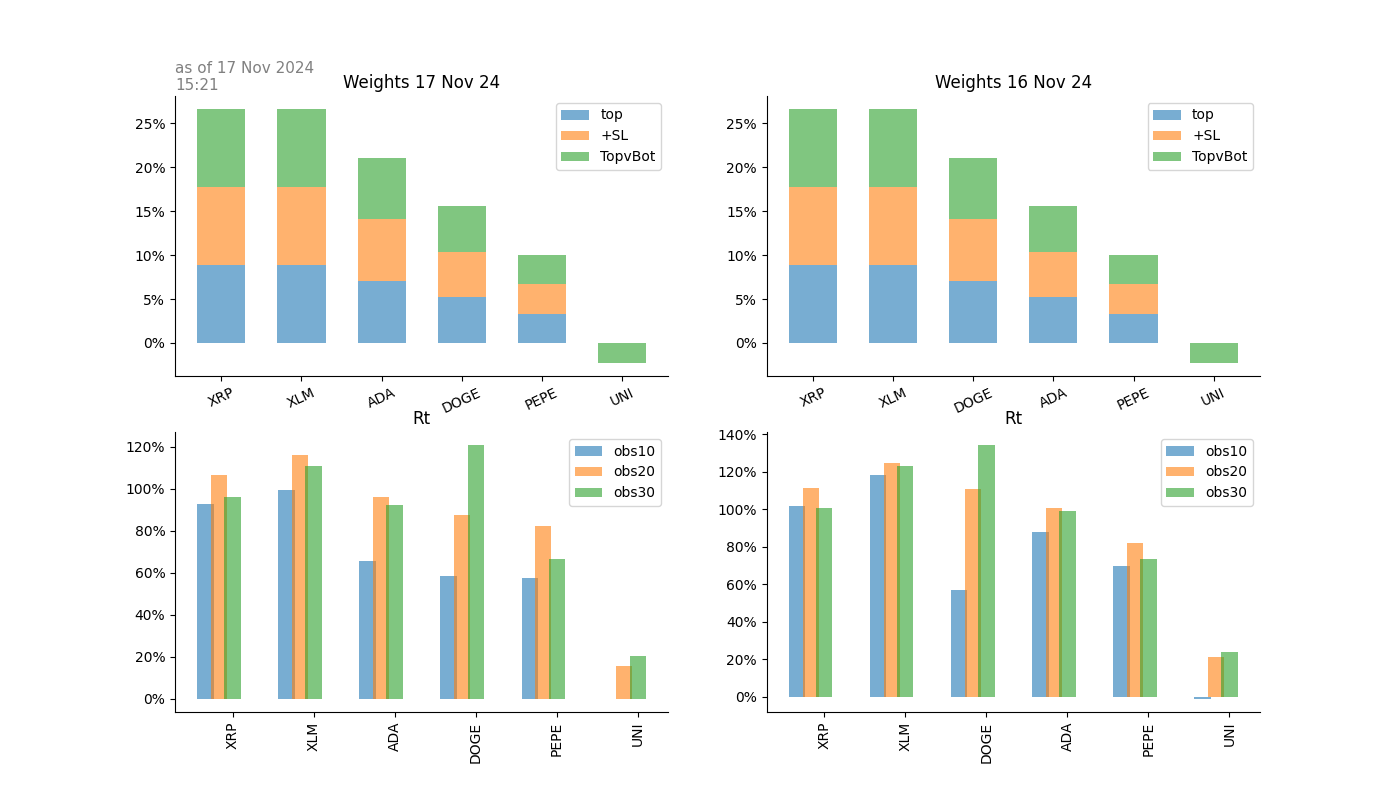 as of 17 Nov 2024
15:21
Weights 17 Nov 24
25%
20%
15%
10%
5%
0%
top
+SL
TopvBot
XRP
XLM
ADA
DOGE
PEPE
UNI
Weights 16 Nov 24
25%
20%
15%
10%
5%
0%
top
+SL
TopvBot
XRP
XLM
DOGE
ADA
PEPE
UNI
Rt
120%
100%
80%
60%
40%
20%
0%
obs10
obs20
obs30
XRP
XLM
ADA
DOGE
PEPE
UNI
Rt
140%
120%
100%
80%
60%
40%
20%
0%
obs10
obs20
obs30
XRP
XLM
DOGE
ADA
PEPE
UNI